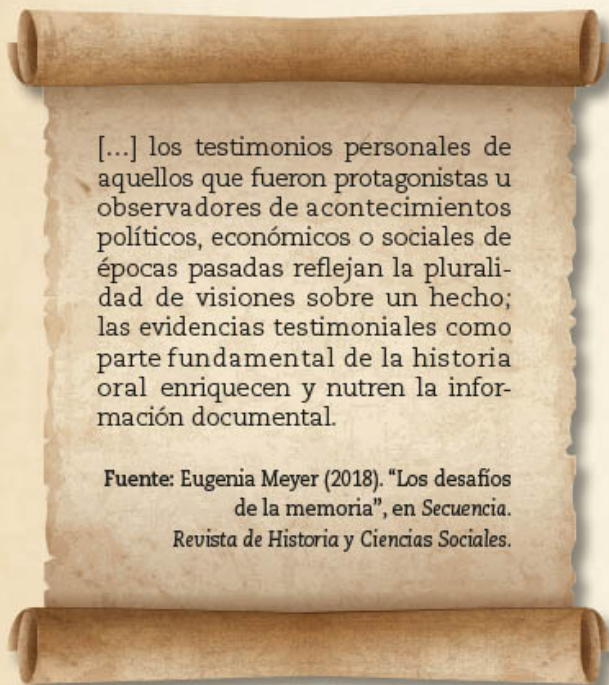 [...] los testimonios personales de
aquellos que fueron protagonistas u
observadores de acontecimientos
políticos, económicos o sociales de
épocas pasadas reflejan la plurali-
dad de visiones sobre un hecho;
las evidencias testimoniales como
parte fundamental de la historia
oral enriquecen y nutren la infor-
mación documental.
Fuente: Eugenia Meyer (2018). “Los desafíos
de la memoria”, en Secuencia.
Revista de Historia y Ciencias Sociales.